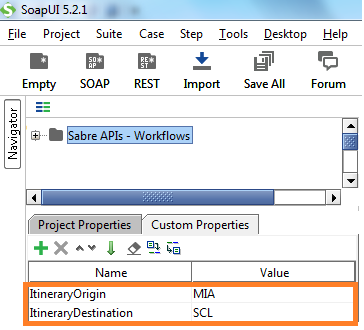 SoapUI 5.2.1
File Project Suite Case Step Tools Desktop Help
Empty SOAP REST Import Save All Forum
Navigator
Sabre APIs - Workflows
Project Properties Custom Properties
Name Value
ItineraryOrigin MIA
ItineraryDestination SCL